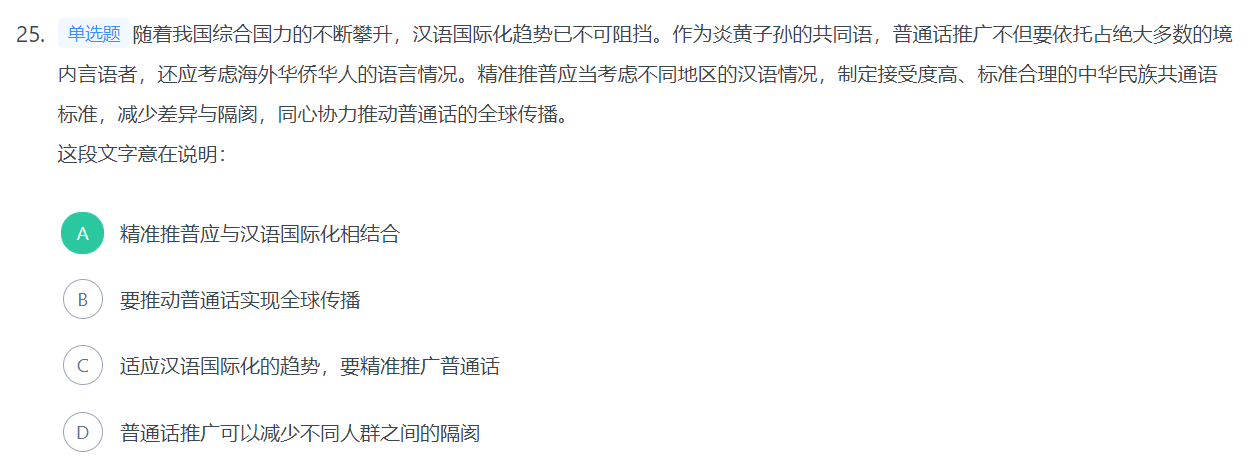 25. 单选题 随着我国综合国力的不断攀升，汉语国际化趋势已不可阻挡。作为炎黄子孙的共同语，普通话推广不但要依托占绝大多数的境
内言语者，还应考虑海外华侨华人的语言情况。精准推普应当考虑不同地区的汉语情况，制定接受度高、标准合理的中华民族共通语
标准，减少差异与隔阂，同心协力推动普通话的全球传播。
这段文字意在说明：
A 精准推普应与汉语国际化相结合
B 要推动普通话实现全球传播
C 适应汉语国际化的趋势，要精准推广普通话
D 普通话推广可以减少不同人群之间的隔阂